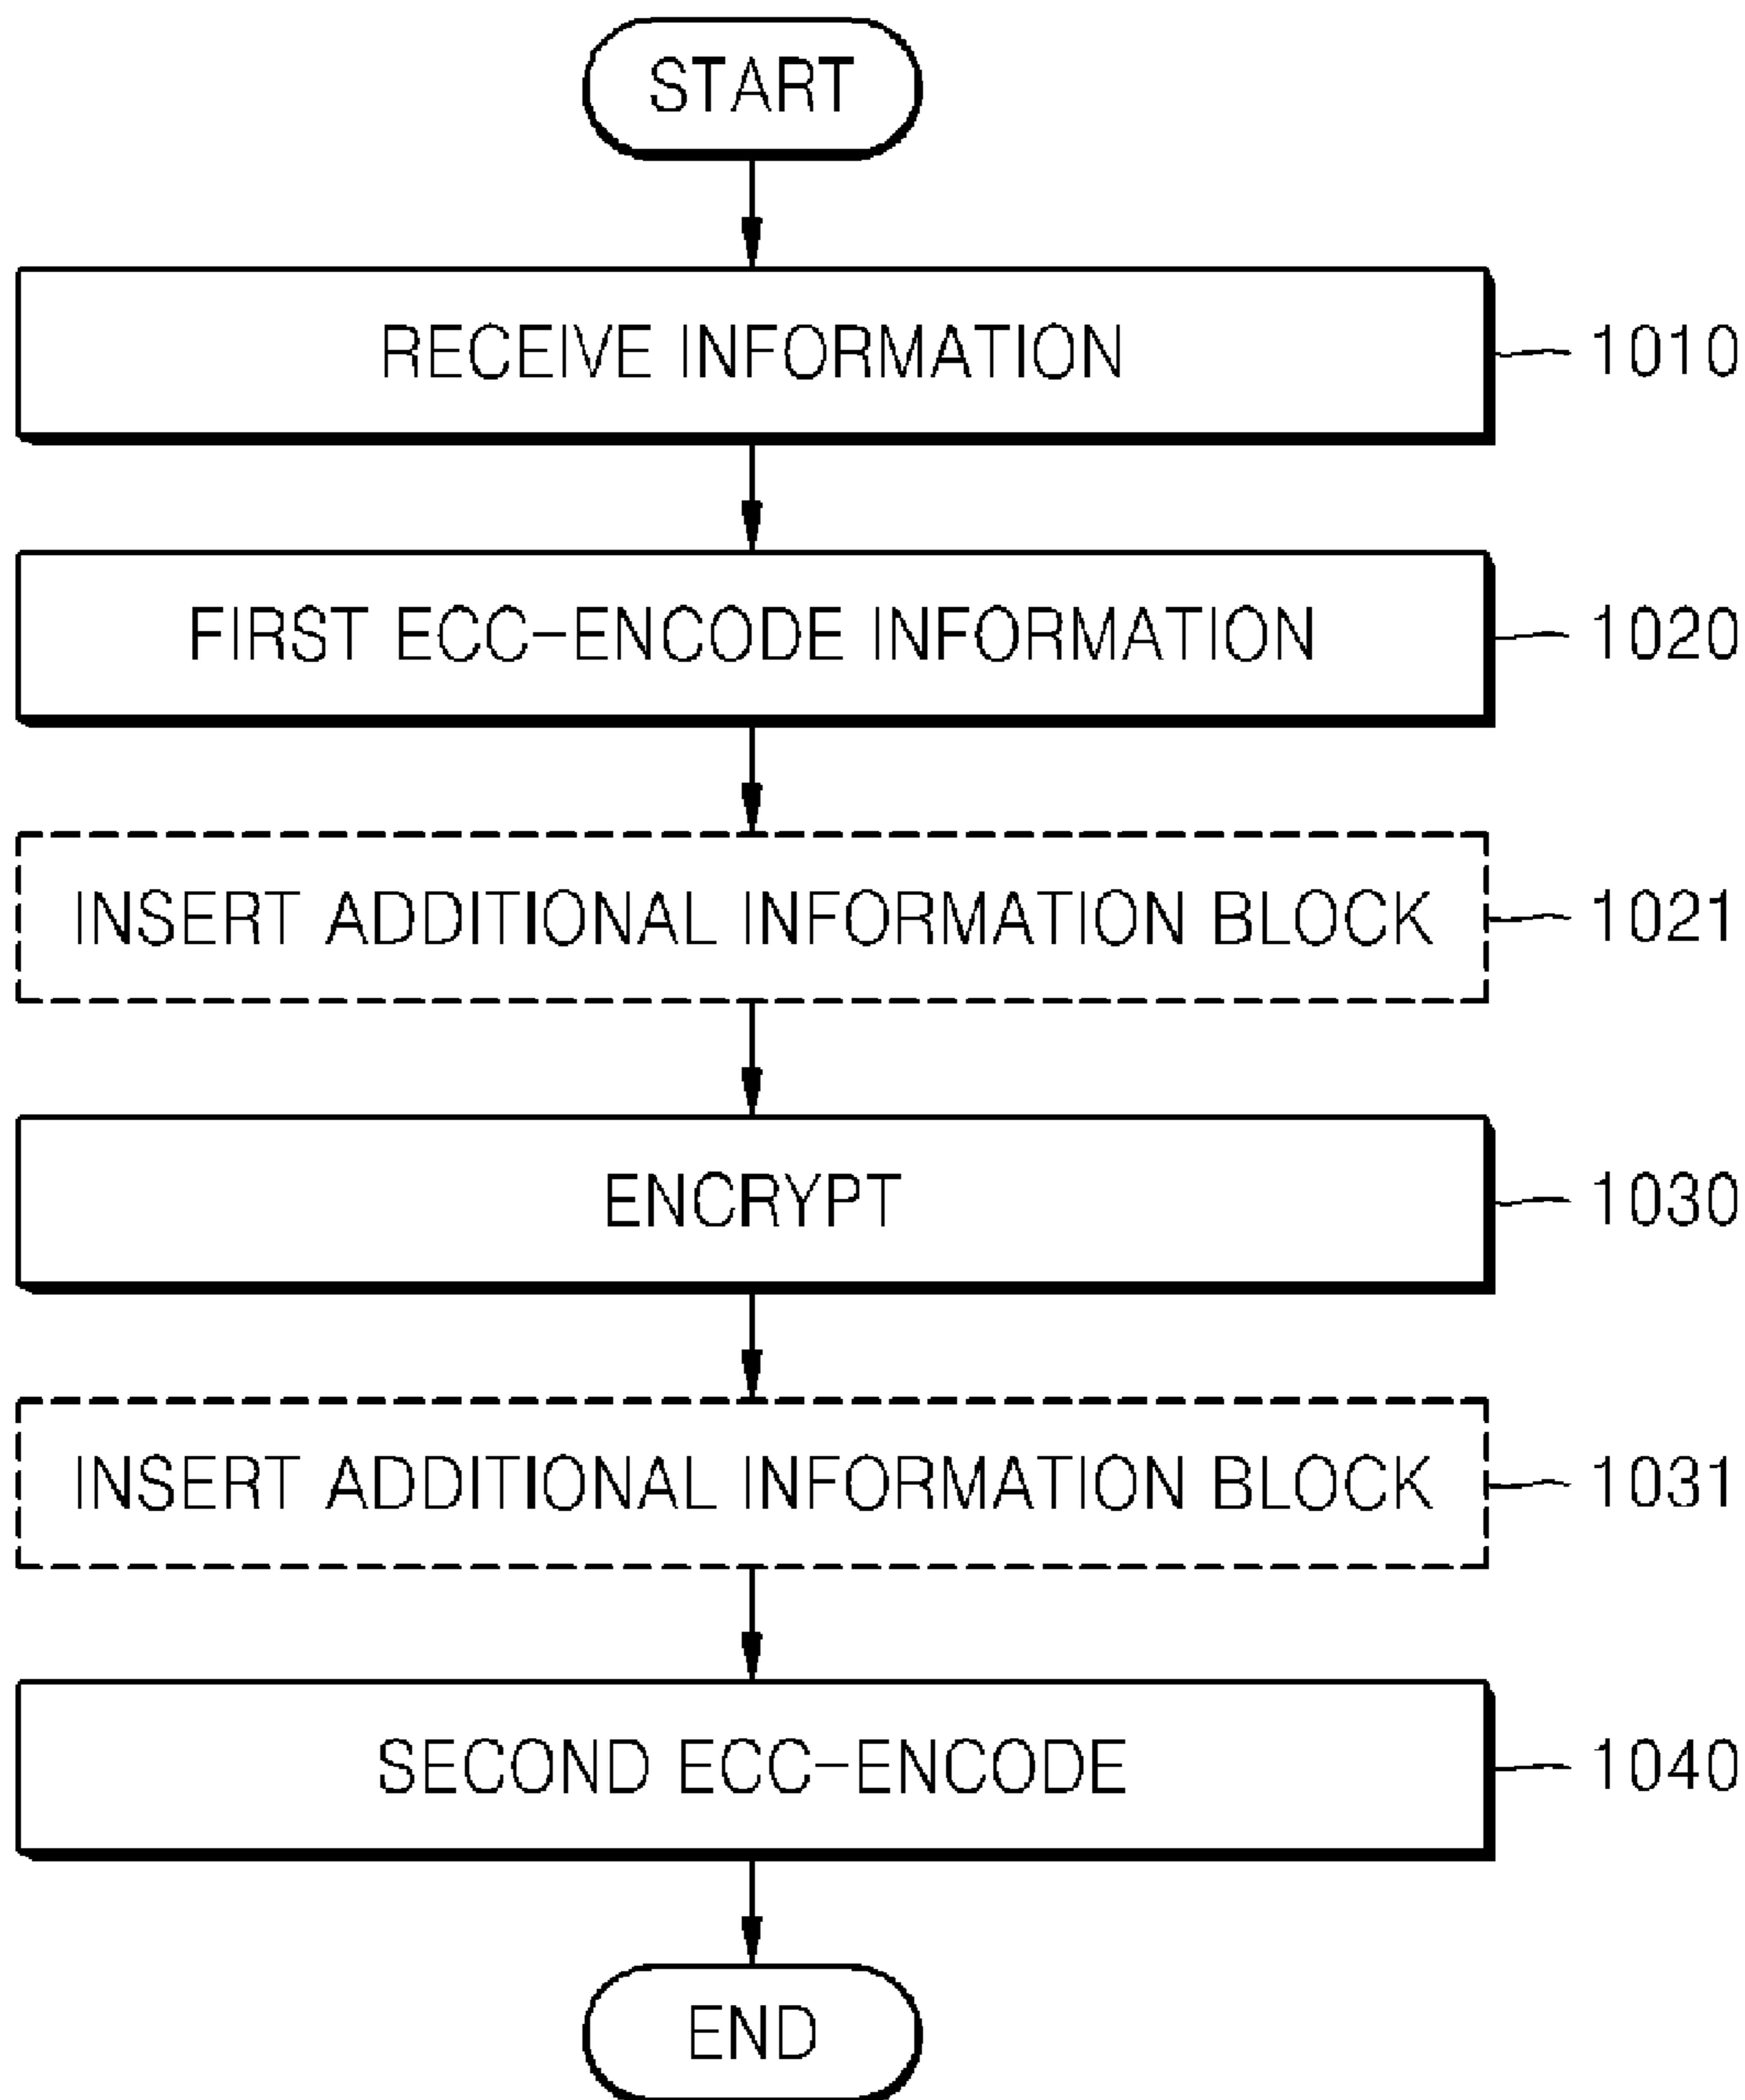 START
RECEIVE INFORMATION 1010
FIRST ECC-ENCODE INFORMATION 1020
INSERT ADDITIONAL INFORMATION BLOCK 1021
ENCRYPT 1030
INSERT ADDITIONAL INFORMATION BLOCK 1031
SECOND ECC-ENCODE 1040
END